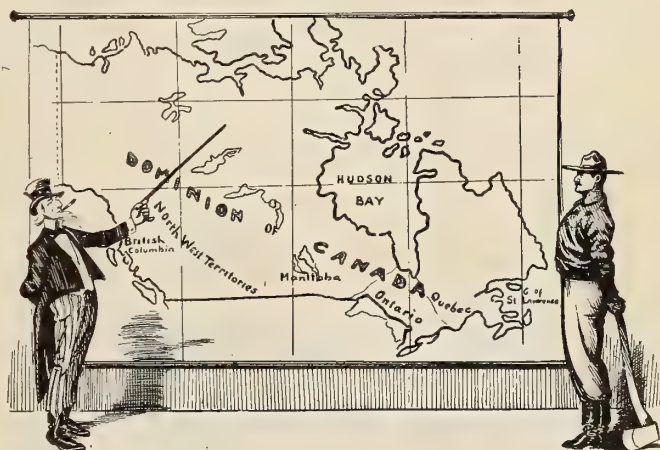 DOMINION OF
HUDSON
BAY
North West Territories
British
Columbia
CANADA
Manitoba
Ontario
Quebec
G of
St Lawrence